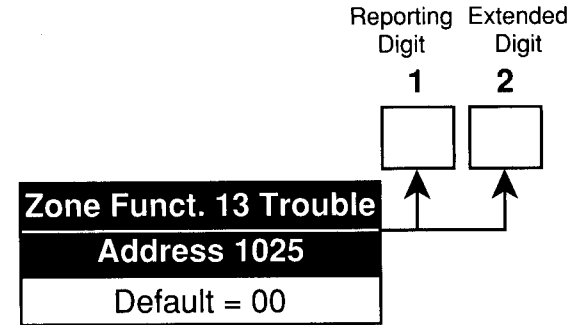 Reporting Extended
Digit Digit
1 2
Zone Funct. 13 Trouble
Address 1025
Default = 00